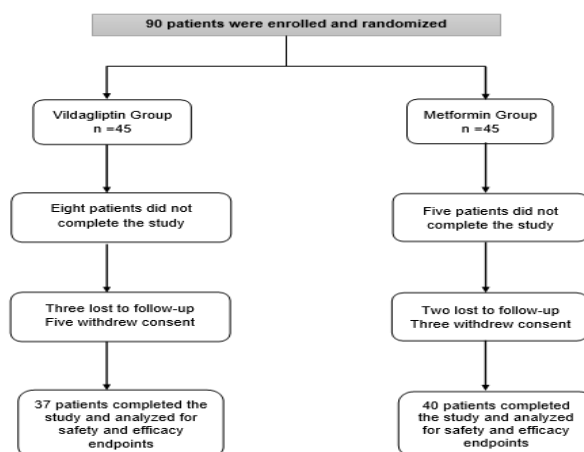 90 patients were enrolled and randomized
Vildagliptin Group
n =45
Metformin Group
n =45
Eight patients did not
complete the study
Five patients did not
complete the study
Three lost to follow-up
Five withdrew consent
Two lost to follow-up
Three withdrew consent
37 patients completed the
study and analyzed for
safety and efficacy
endpoints
40 patients completed
the study and analyzed
for safety and efficacy
endpoints